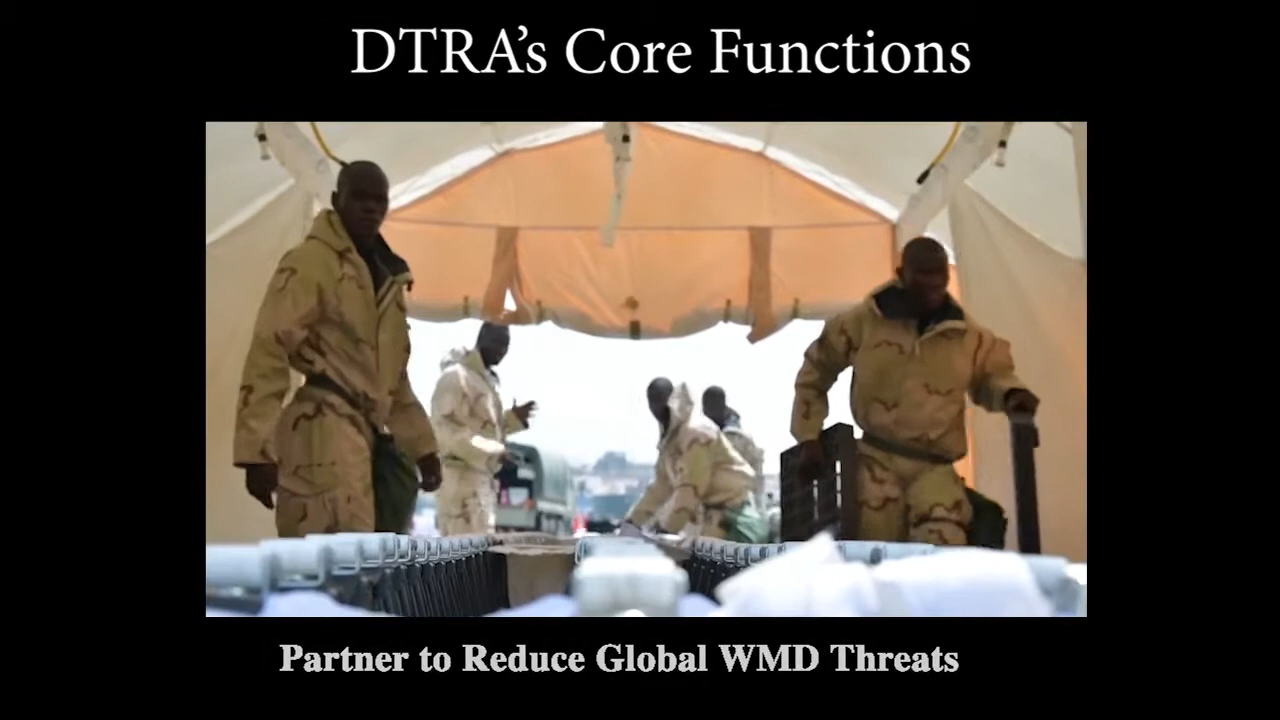 DTRA’s Core Functions
Partner to Reduce Global WMD Threats